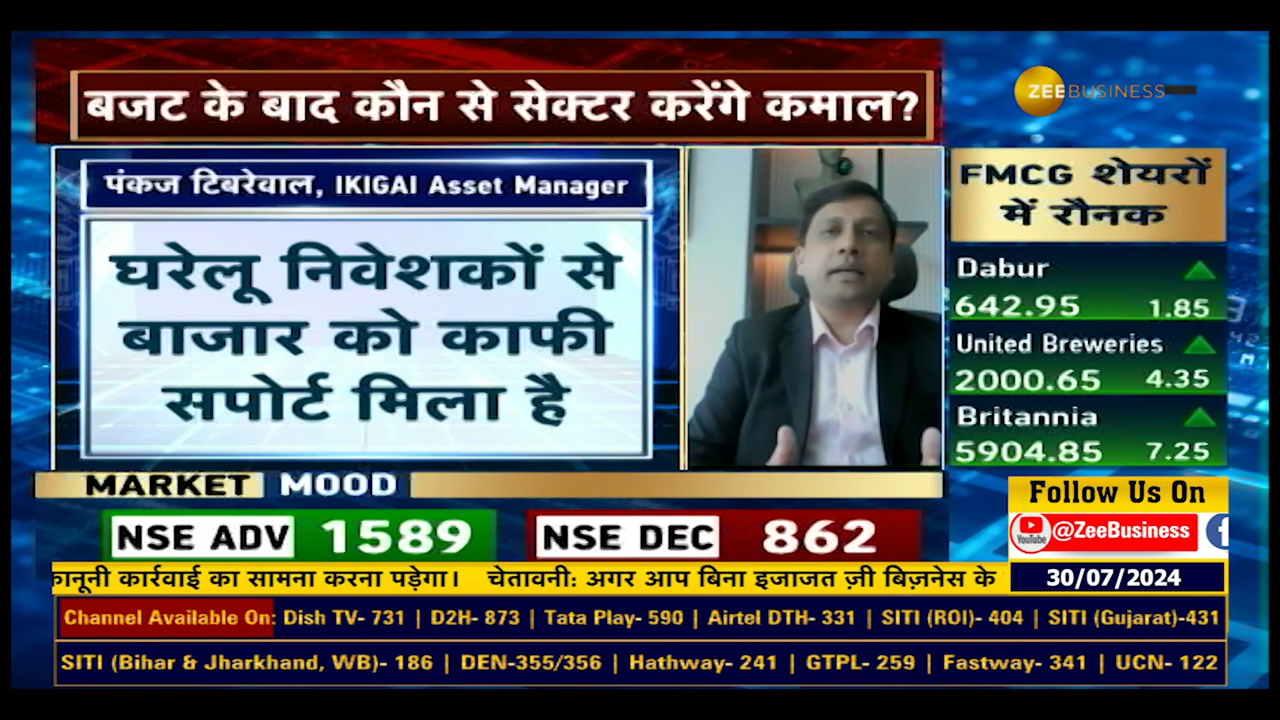 बजट के बाद कौन से सेक्टर करेंगे कमाल?
ZEEBUSINESS
पंकज टिबरेवाल, IKIGAI Asset Manager
घरेलू निवेशकों से
बाजार को काफी
सपोर्ट मिला है
FMCG शेयरों
में रौनक
Dabur
642.95 1.85
United Breweries
2000.65 4.35
Britannia
5904.85 7.25
MARKET MOOD
NSE ADV 1589 NSE DEC 862
Follow Us On
YouTube @ZeeBusiness
कानूनी कार्रवाई का सामना करना पड़ेगा। चेतावनी: अगर आप बिना इजाजत ज़ी बिज़नेस के
30/07/2024
Channel Available On: Dish TV- 731 | D2H- 873 | Tata Play- 590 | Airtel DTH- 331 | SITI (ROI)- 404 | SITI (Gujarat)-431
SITI (Bihar & Jharkhand, WB)- 186 | DEN-355/356 | Hathway- 241 | GTPL- 259 | Fastway- 341 | UCN- 122